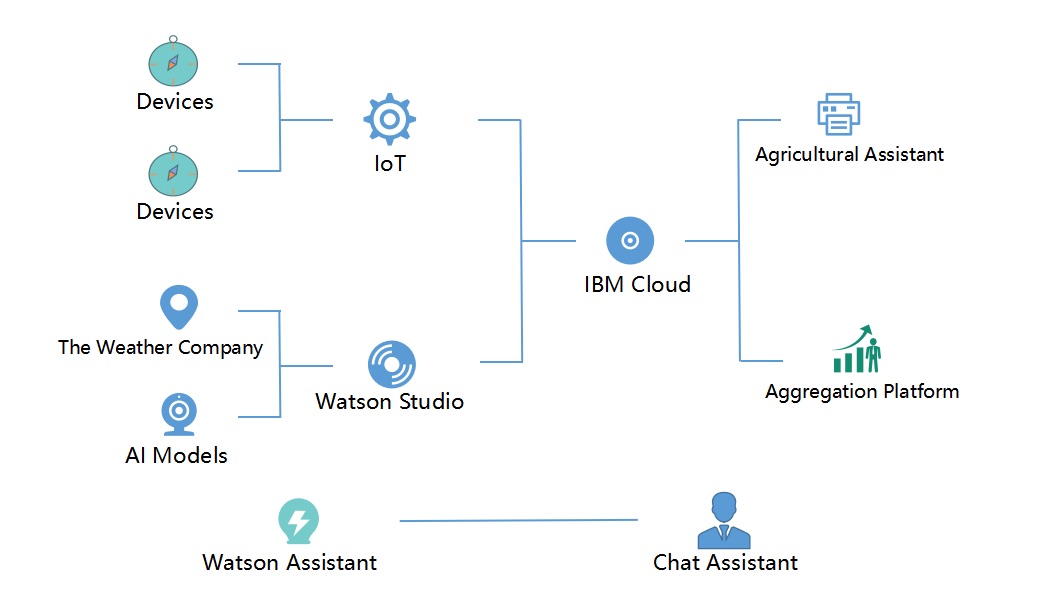 Devices
IoT
Agricultural Assistant
Devices
IBM Cloud
The Weather Company
Watson Studio
Aggregation Platform
AI Models
Watson Assistant
Chat Assistant